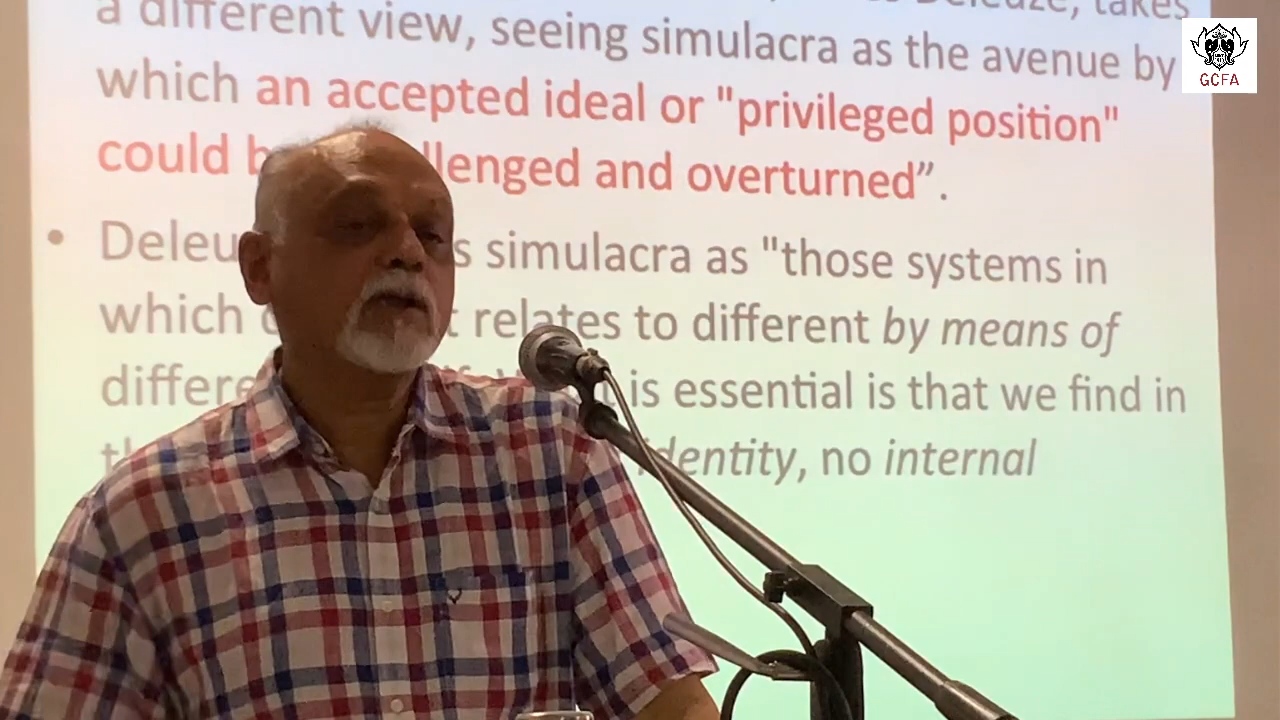 a different view, seeing simulacra as the avenue by
which an accepted ideal or "privileged position"
could llenged and overturned”.
• Deleu s simulacra as "those systems in
which relates to different by means of
differe is essential is that we find in
identity, no internal
GCFA